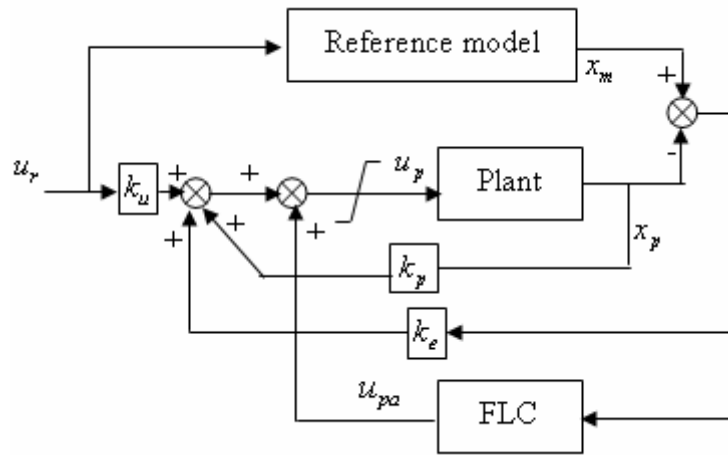 Reference model
x_m
+
-
u_r
k_u
+
+
+
+
+
u_p
Plant
+
x_p
k_p
k_e
u_pa
FLC